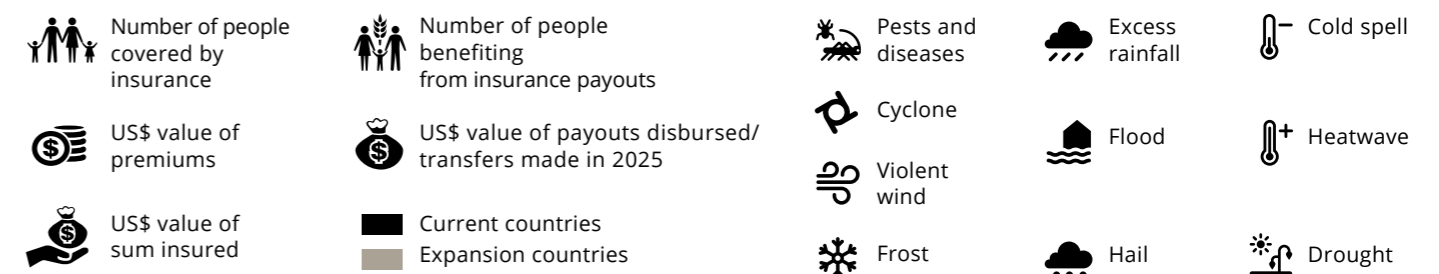 Number of people
covered by
insurance
US$ value of
premiums
US$ value of
sum insured
Number of people
benefiting
from insurance payouts
US$ value of payouts disbursed/
transfers made in 2025
Current countries
Expansion countries
Pests and
diseases
Cyclone
Violent
wind
Frost
Excess
rainfall
Flood
Hail
Cold spell
Heatwave
Drought